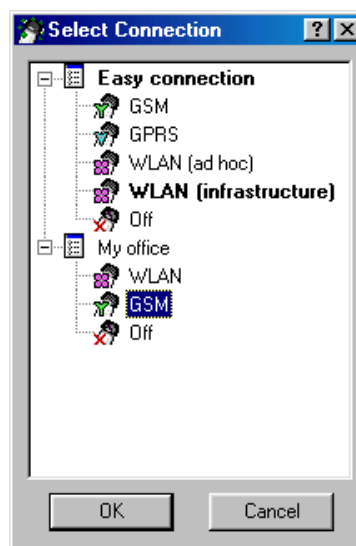 Select Connection
Easy connection
GSM
GPRS
WLAN (ad hoc)
WLAN (infrastructure)
Off
My office
WLAN
GSM
Off
OK Cancel